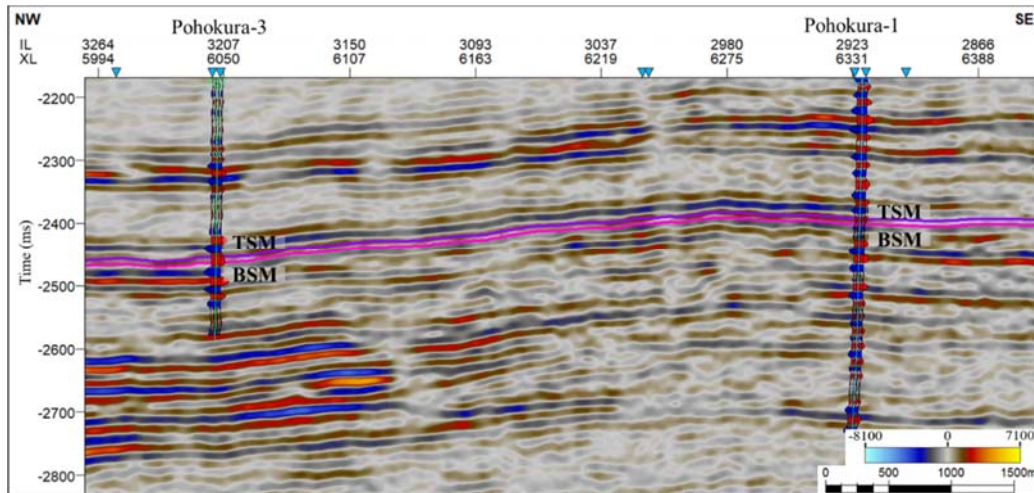 NW SE
Pohokura-3 Pohokura-1
IL 3264 3207 3150 3093 3037 2980 2923 2866
XL 5994 6050 6107 6163 6219 6275 6331 6388
-2200
-2300
-2400
-2500
-2600
-2700
-2800
Time (ms)
TSM
BSM
TSM
BSM
-8100 0 7100
0 500 1000 1500m